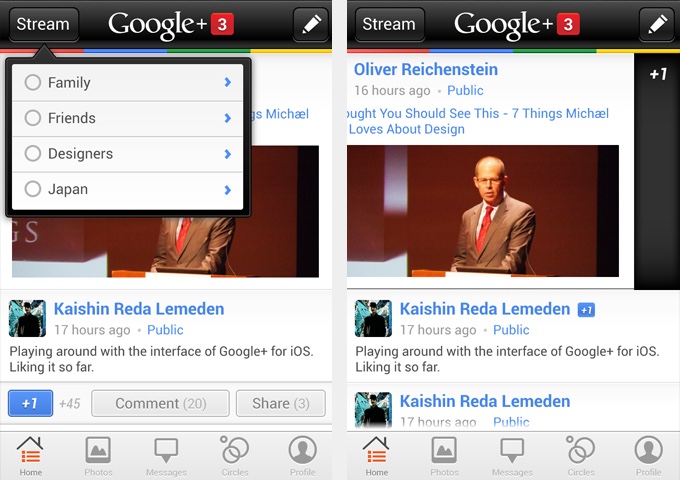 Stream
Google+ 3
Family
Friends
Designers
Japan
gs Michæl
GS
Kaishin Reda Lemeden
17 hours ago • Public
Playing around with the interface of Google+ for iOS.
Liking it so far.
+1
+45
Comment (20)
Share (3)
Home
Photos
Messages
Circles
Profile
Stream
Google+ 3
Oliver Reichenstein
16 hours ago • Public
ought You Should See This - 7 Things Michæl
Loves About Design
+1
Kaishin Reda Lemeden +1
17 hours ago • Public
Playing around with the interface of Google+ for iOS.
Liking it so far.
Kaishin Reda Lemeden
17 hours ago • Public
Home
Photos
Messages
Circles
Profile